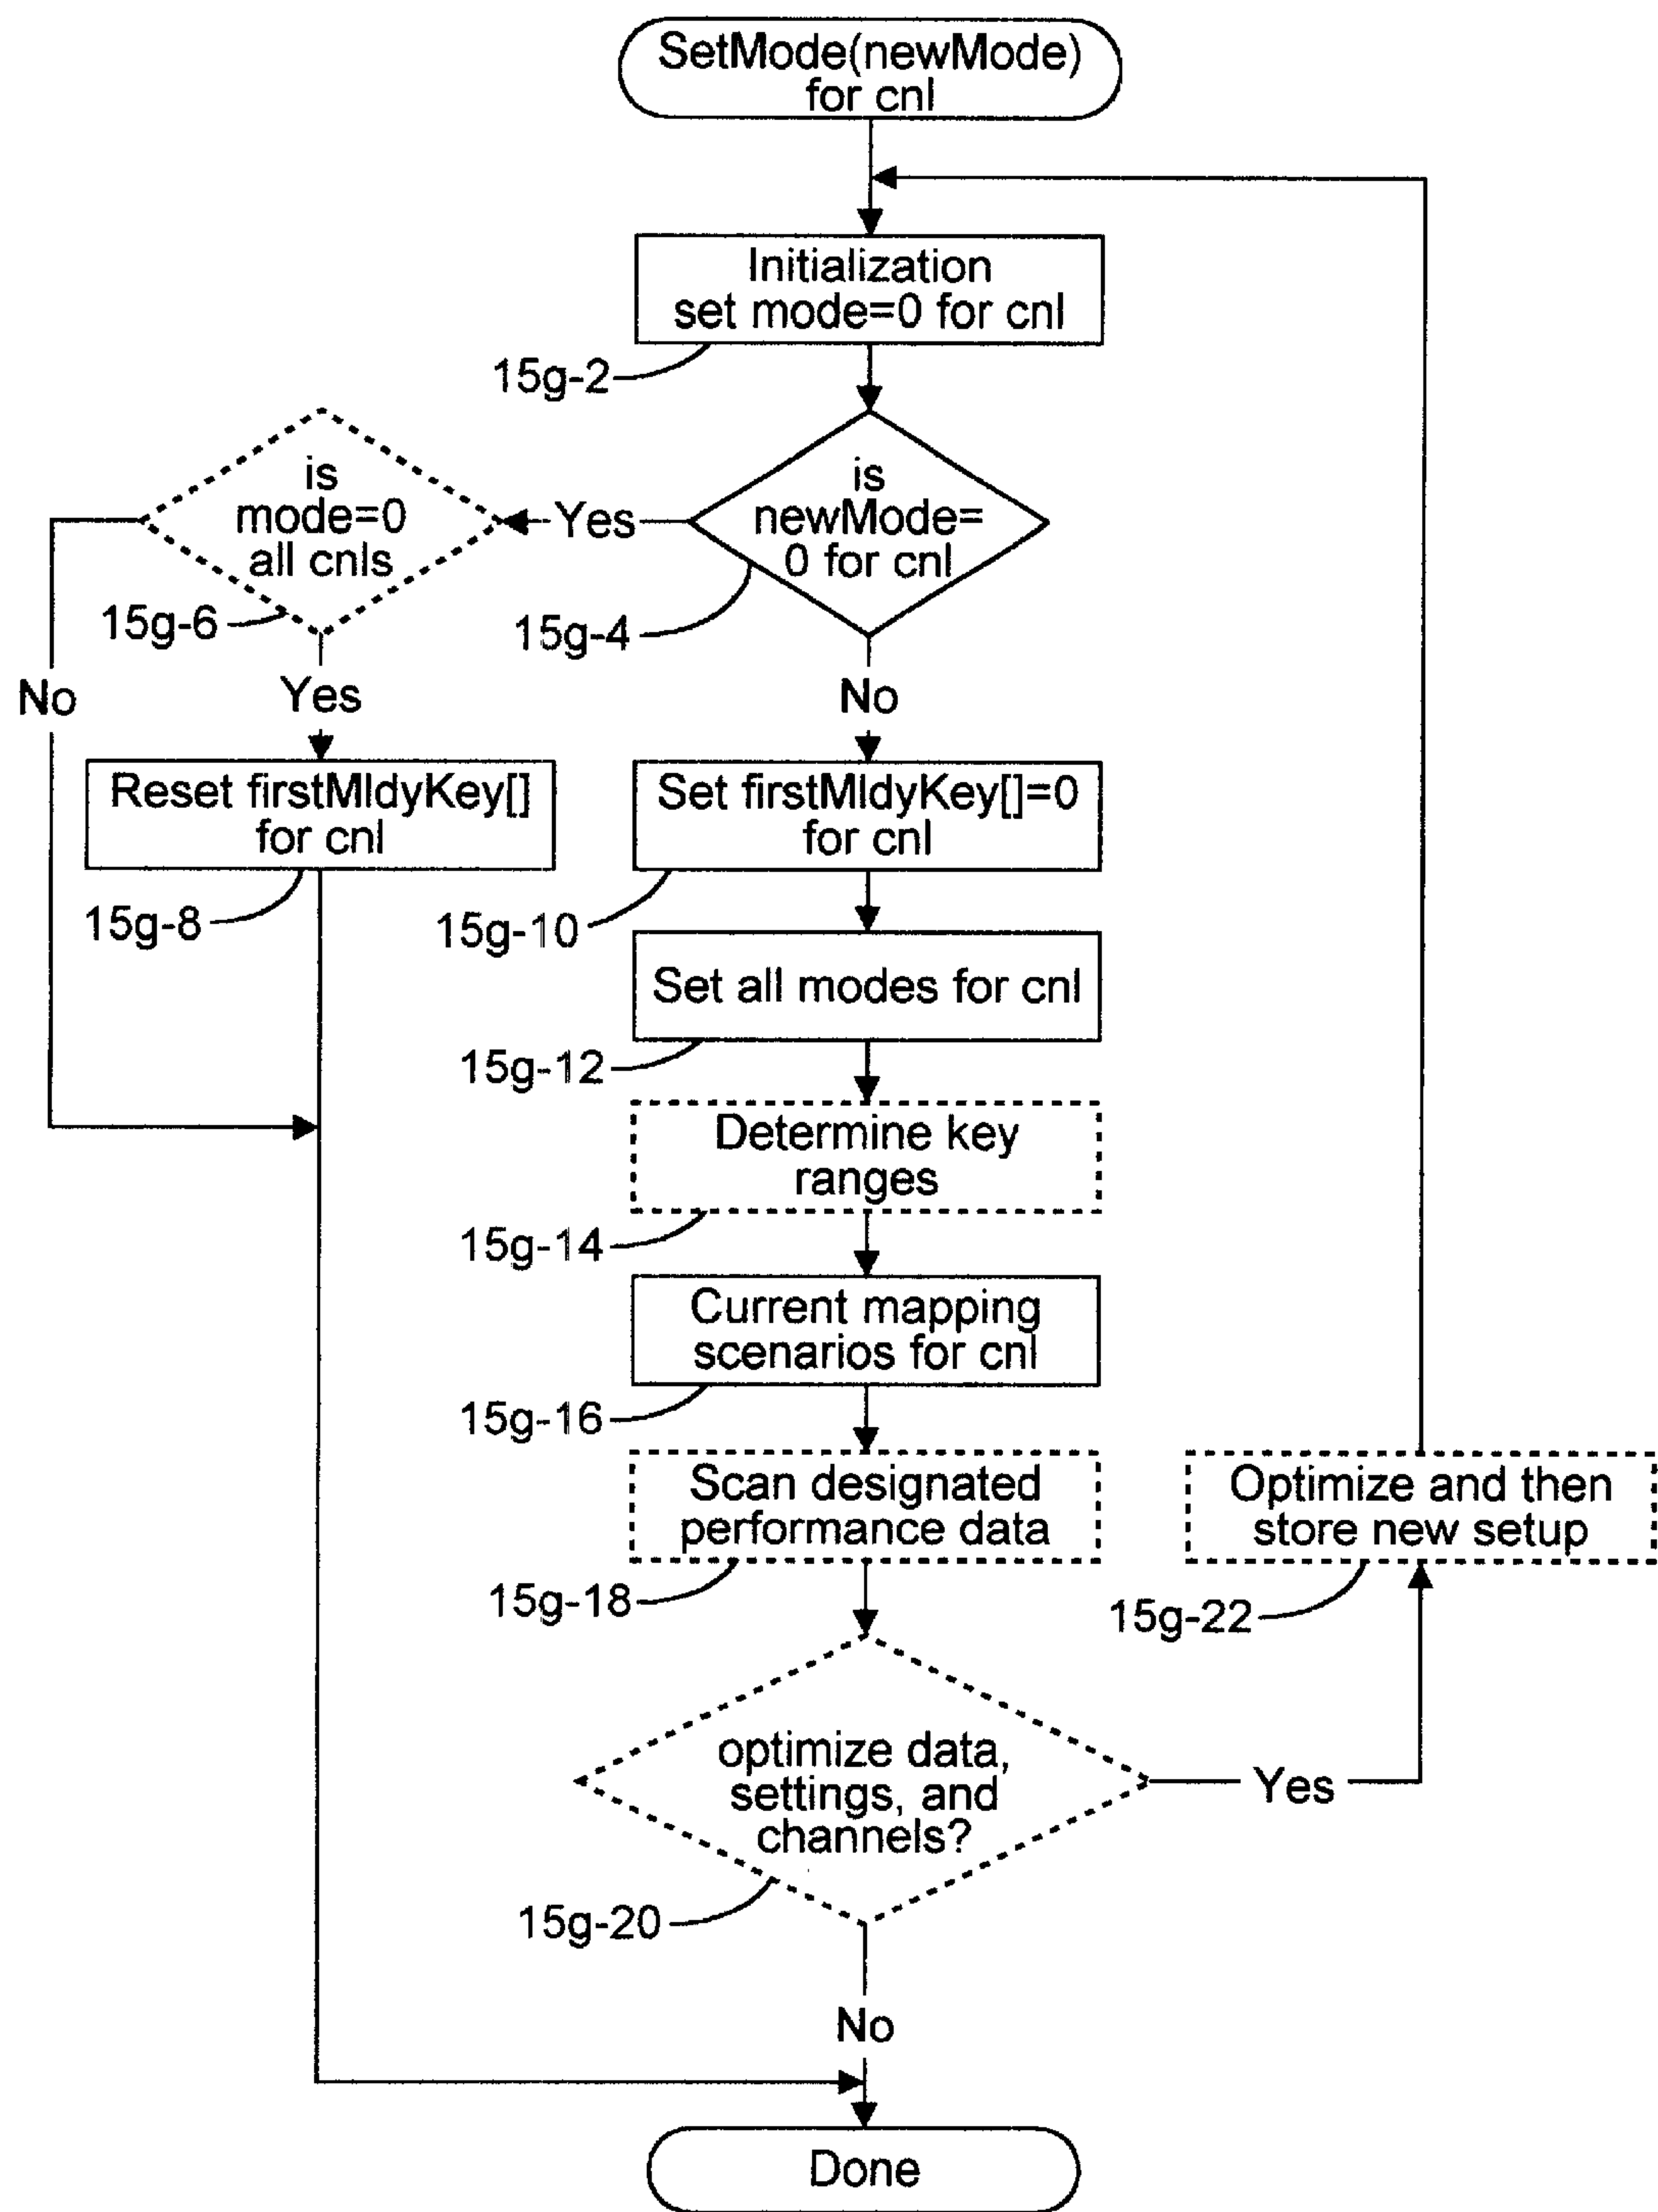 SetMode(newMode)
for cnl
Initialization
set mode=0 for cnl
15g-2
is
mode=0
all cnls
Yes
is
newMode=
0 for cnl
15g-6
15g-4
No
Yes
No
Reset firstMldyKey[]
for cnl
Set firstMldyKey[]=0
for cnl
15g-8
15g-10
Set all modes for cnl
15g-12
Determine key
ranges
15g-14
Current mapping
scenarios for cnl
15g-16
Scan designated
performance data
Optimize and then
store new setup
15g-18
15g-22
optimize data,
settings, and
channels?
Yes
15g-20
No
Done